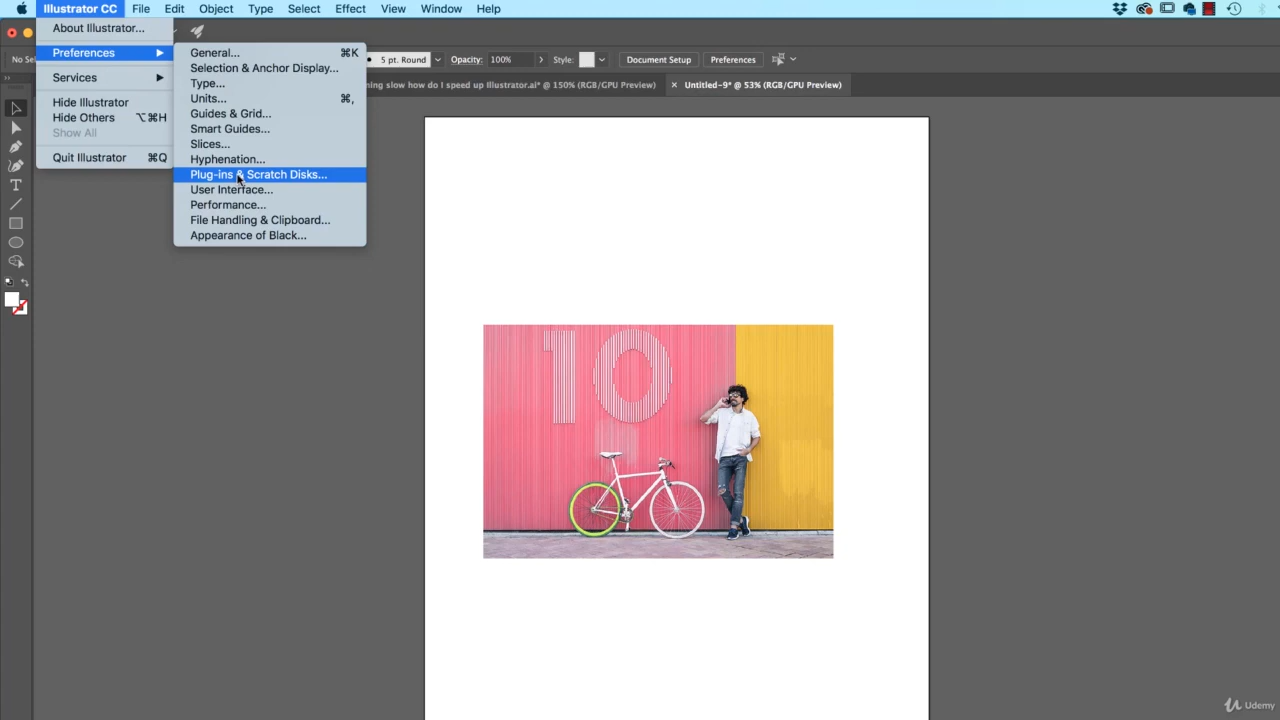 Illustrator CC File Edit Object Type Select Effect View Window Help
About Illustrator...
Preferences
Services
Hide Illustrator
Hide Others ⌥⌘H
Show All
Quit Illustrator ⌘Q
General... ⌘K
Selection & Anchor Display...
Type...
Units... ⌘,
Guides & Grid...
Smart Guides...
Slices...
Hyphenation...
Plug-ins & Scratch Disks...
User Interface...
Performance...
File Handling & Clipboard...
Appearance of Black...
No Se
5 pt. Round Opacity: 100% Style: Document Setup Preferences
slow how do I speed up Illustrator.ai* @ 150% (RGB/GPU Preview) × Untitled-9* @ 53% (RGB/GPU Preview)
10
Udemy